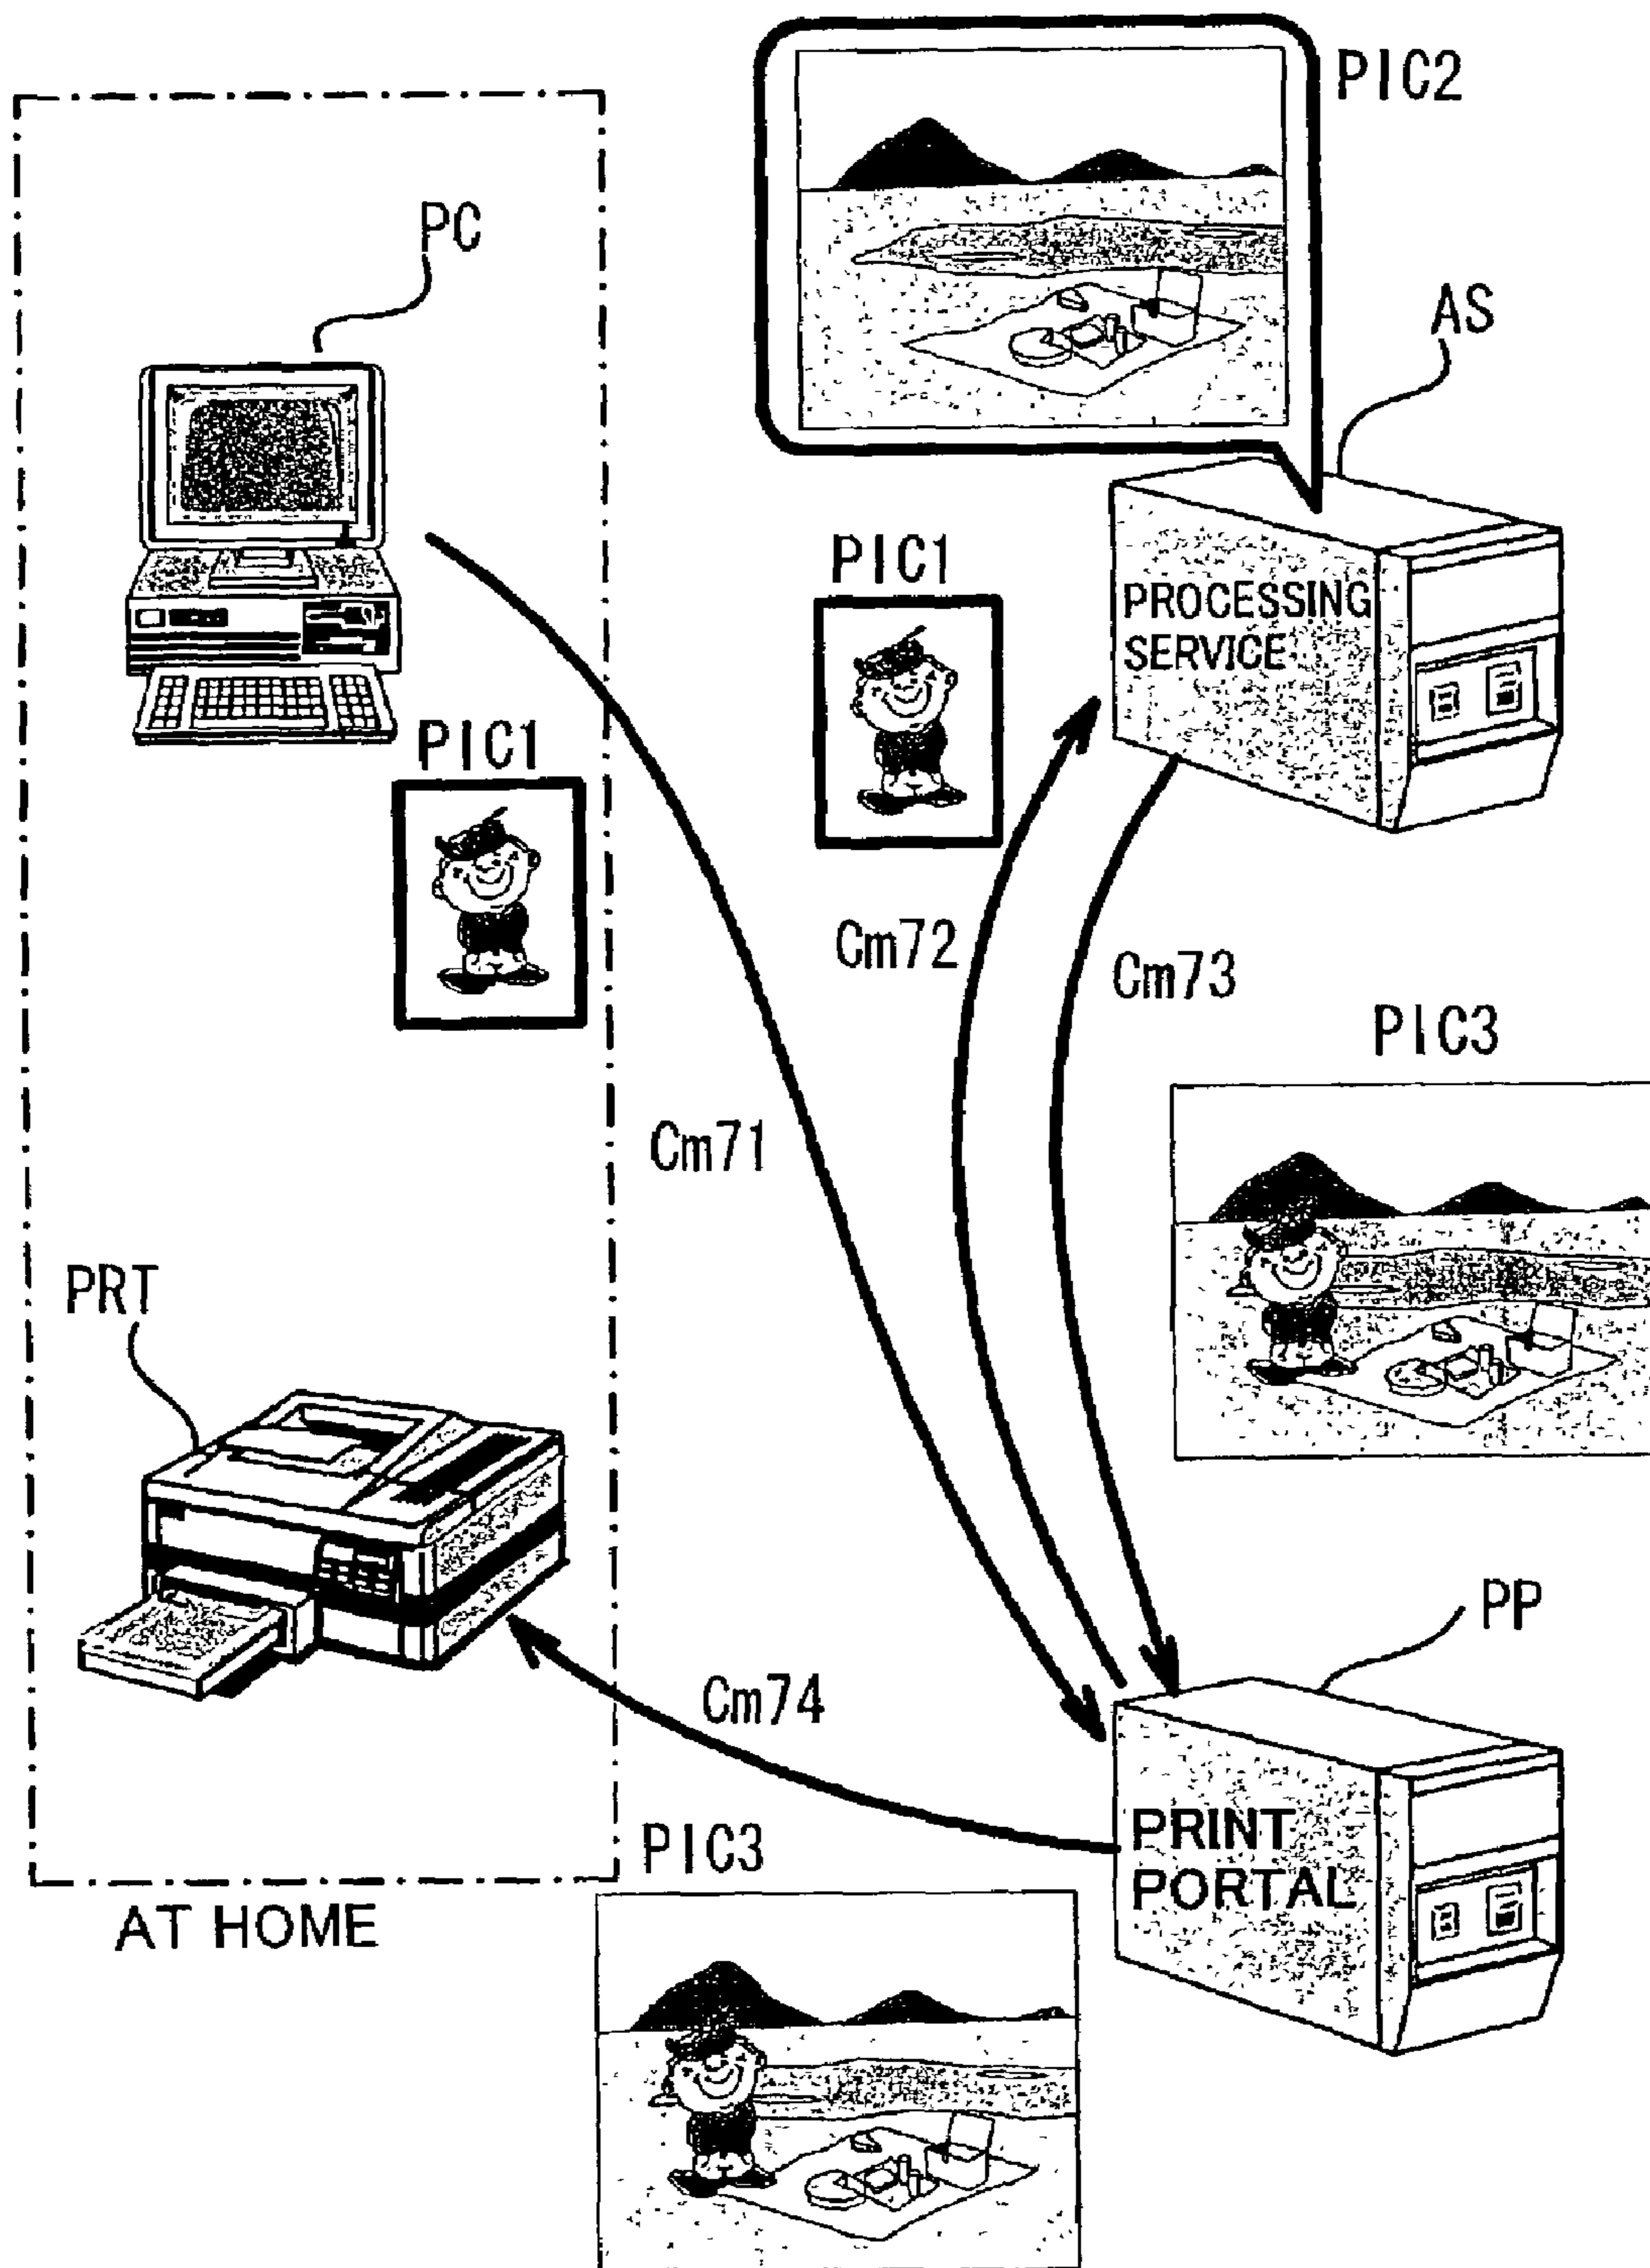 PIC2
PC
AS
PIC1
PROCESSING
SERVICE
PIC1
Cm72
Cm73
PIC3
Cm71
PRT
PP
Cm74
PRINT
PORTAL
PIC3
AT HOME